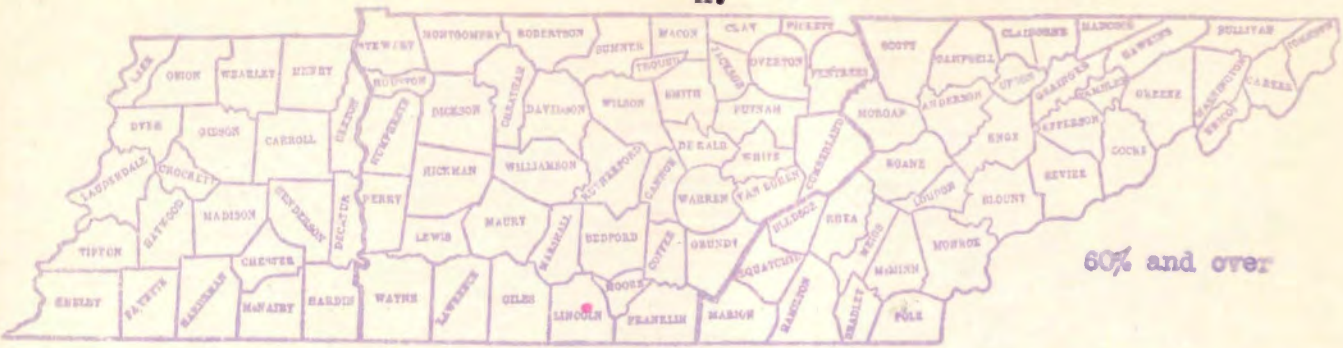 STEWART
MONTGOMERY
ROBERTSON
SUMNER
MACON
CLAY
PICKETT
SCOTT
CLAIBORNE
HANCOCK
HAWKINS
SULLIVAN
JOHNSON
LAKE
OBION
WEAKLEY
HENRY
HOUSTON
CHEATHAM
TROUSDALE
JACKSON
OVERTON
FENTRESS
CAMPBELL
UNION
GRAINGER
HAMBLEN
GREENE
WASHINGTON
CARTER
UNICOI
DYER
GIBSON
CARROLL
BENTON
HUMPHREYS
DICKSON
DAVIDSON
WILSON
SMITH
PUTNAM
MORGAN
ANDERSON
KNOX
JEFFERSON
COCKE
LAUDERDALE
CROCKETT
HICKMAN
WILLIAMSON
RUTHERFORD
CANNON
DE KALB
WHITE
CUMBERLAND
ROANE
LOUDON
BLOUNT
SEVIER
TIPTON
HAYWOOD
MADISON
HENDERSON
DECATUR
PERRY
LEWIS
MAURY
MARSHALL
BEDFORD
COFFEE
WARREN
VAN BUREN
GRUNDY
BLEDSOE
RHEA
MEIGS
McMINN
MONROE
CHESTER
MOORE
SEQUATCHIE
60% and over
SHELBY
FAYETTE
HARDEMAN
McNAIRY
HARDIN
WAYNE
LAWRENCE
GILES
LINCOLN
FRANKLIN
MARION
HAMILTON
BRADLEY
POLK